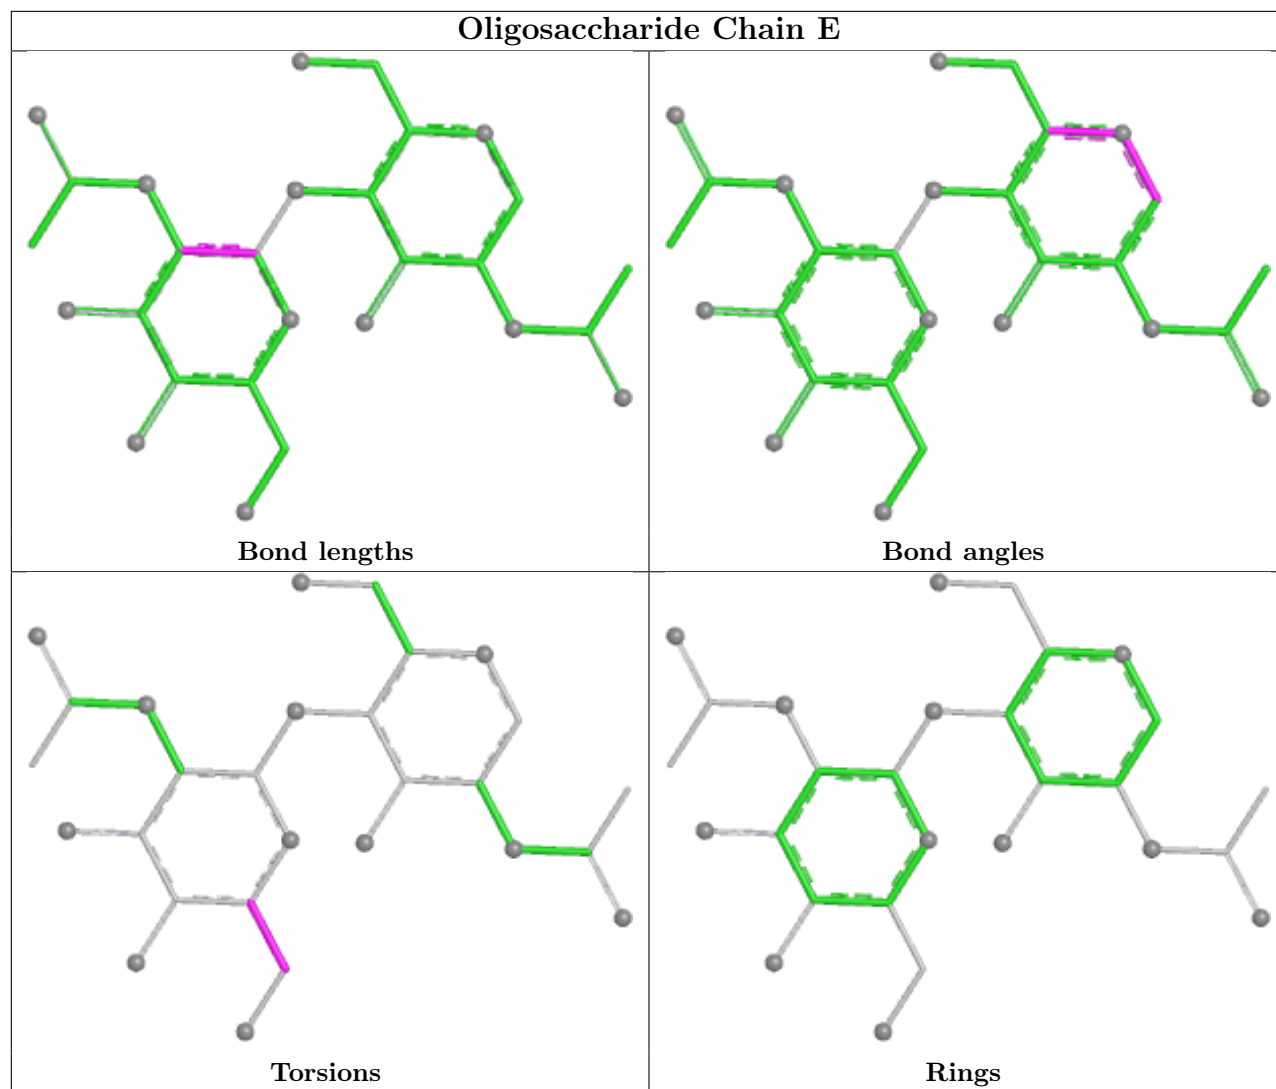 Oligosaccharide Chain E
Bond lengths
Bond angles
Torsions
Rings